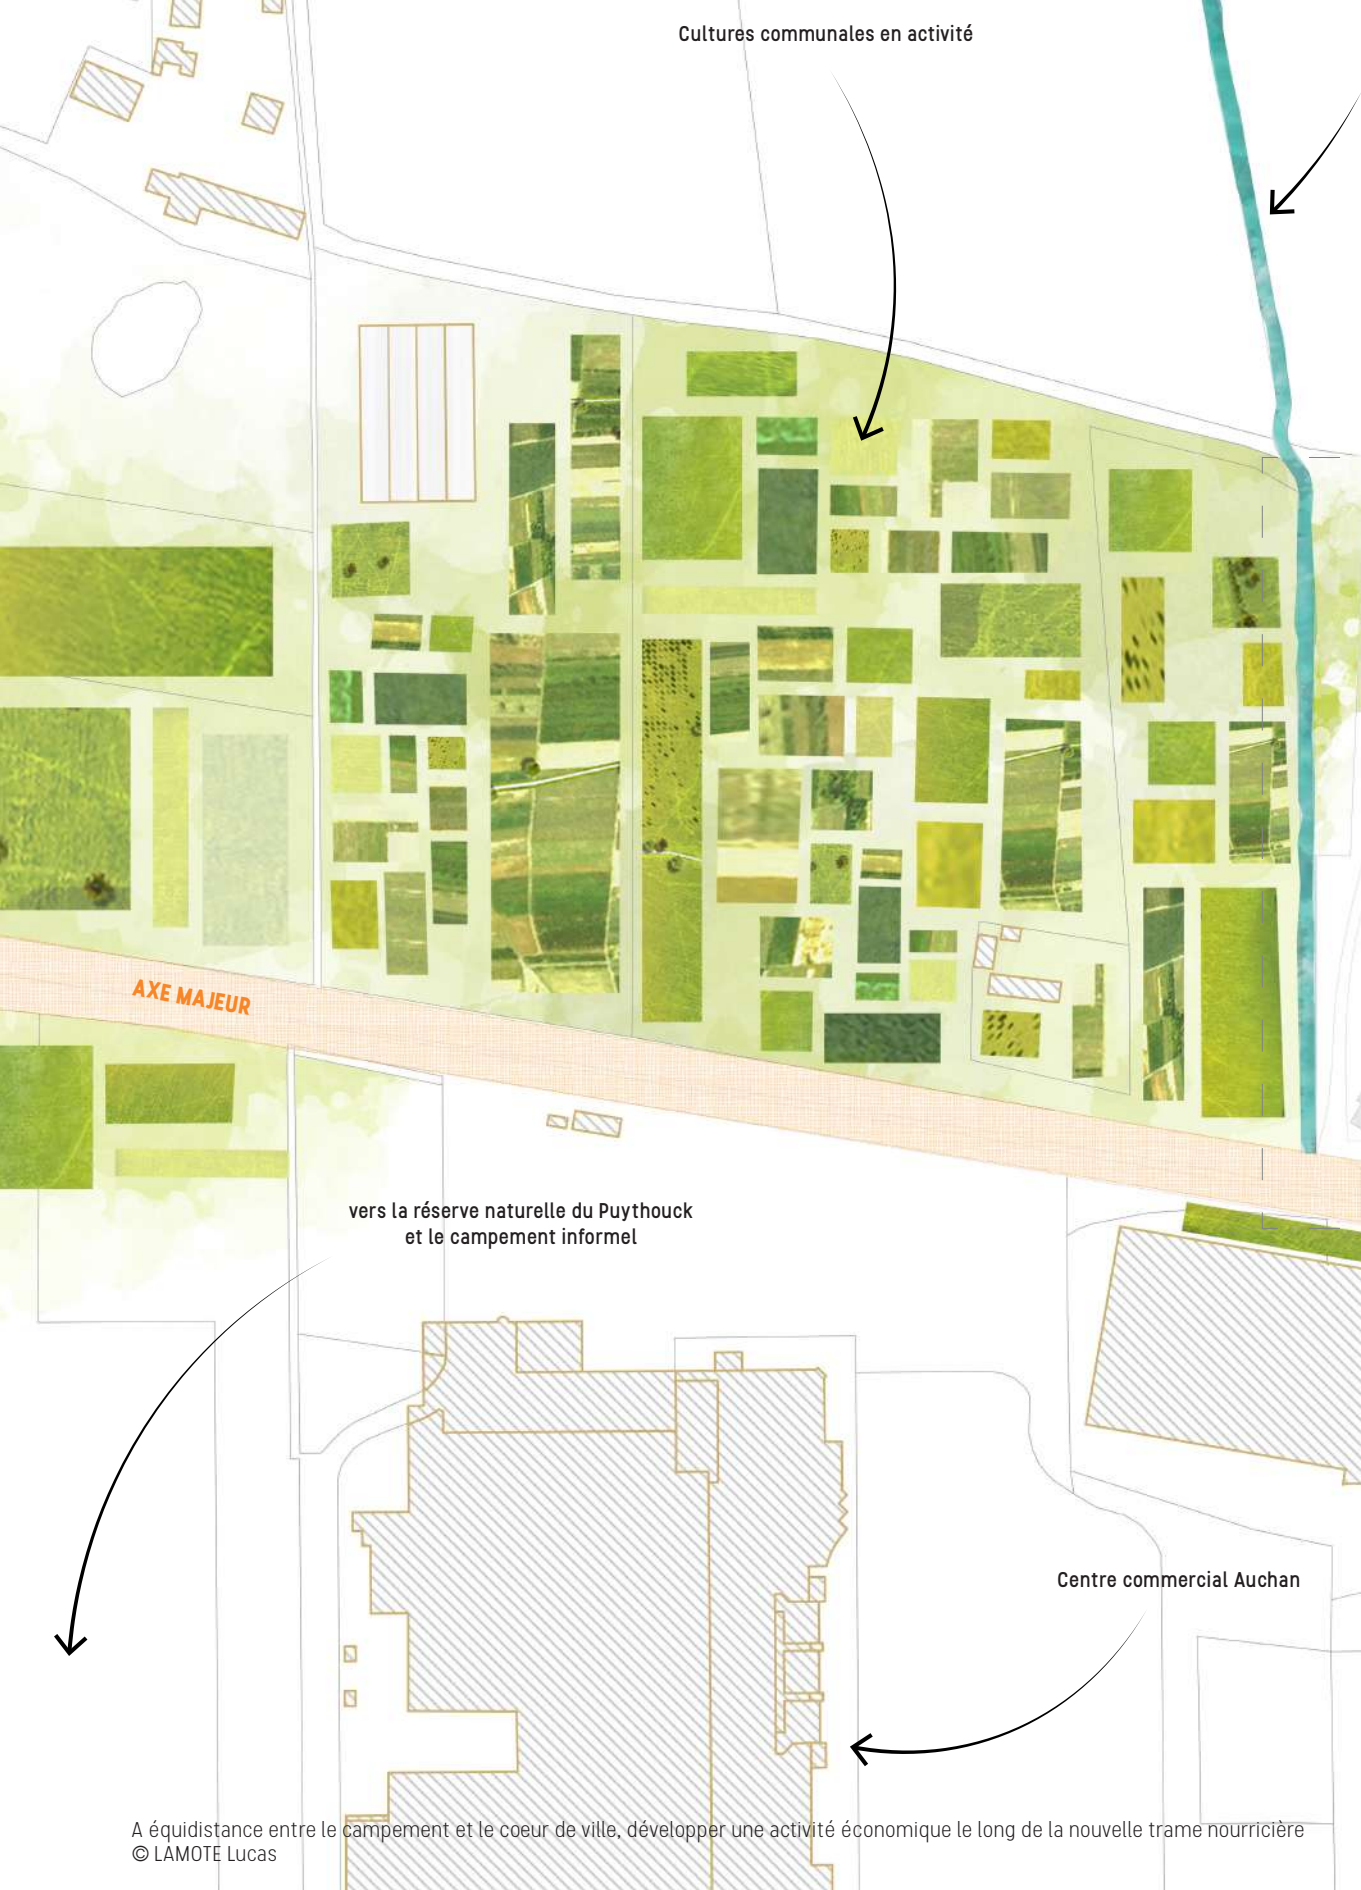 Cultures communales en activité
AXE MAJEUR
vers la réserve naturelle du Puythouck
et le campement informel
Centre commercial Auchan
A équidistance entre le campement et le coeur de ville, développer une activité économique le long de la nouvelle trame nourricière
© LAMOTE Lucas